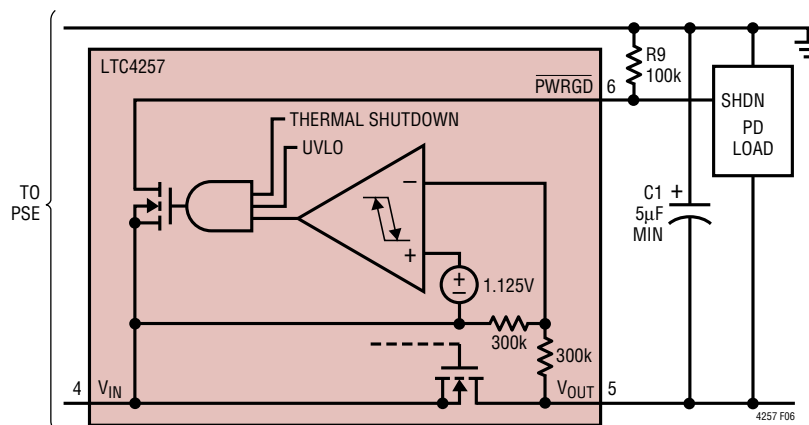 LTC4257
PWRGD
6
R9
100k
SHDN
PD
LOAD
THERMAL SHUTDOWN
UVLO
TO
PSE
−
+
+
−
1.125V
C1
+
5µF
MIN
300k
300k
4
VIN
VOUT
5
4257 F06